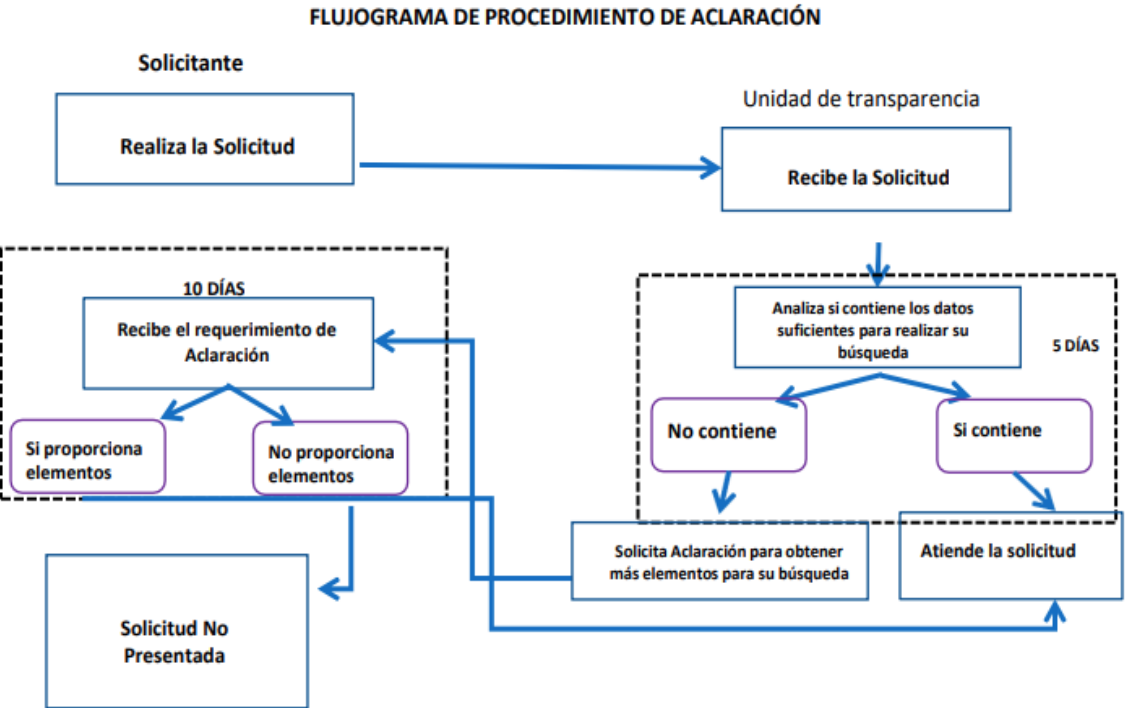 FLUJOGRAMA DE PROCEDIMIENTO DE ACLARACIÓN
Solicitante
Realiza la Solicitud
Unidad de transparencia
Recibe la Solicitud
10 DÍAS
Recibe el requerimiento de
Aclaración
Si proporciona
elementos
No proporciona
elementos
Analiza si contiene los datos
suficientes para realizar su
búsqueda
5 DÍAS
No contiene
Si contiene
Solicita Aclaración para obtener
más elementos para su búsqueda
Atiende la solicitud
Solicitud No
Presentada